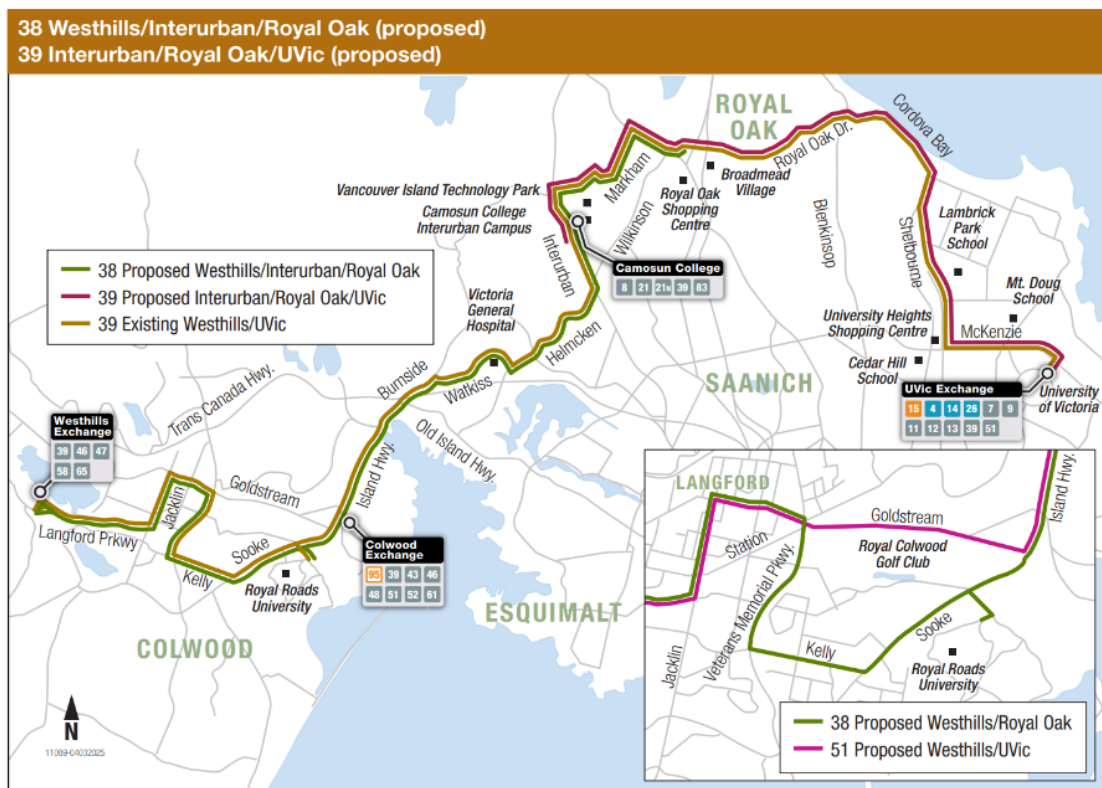 38 Westhills/Interurban/Royal Oak (proposed)
39 Interurban/Royal Oak/UVic (proposed)
ROYAL
OAK
Cordova Bay
Royal Oak Dr.
Markham
Broadmead
Village
Vancouver Island Technology Park
Royal Oak
Shopping
Centre
Camosun College
Interurban Campus
Wilkinson
Blenkinsop
Shelbourne
Lambrick
Park
School
Interurban
38 Proposed Westhills/Interurban/Royal Oak
39 Proposed Interurban/Royal Oak/UVic
39 Existing Westhills/UVic
Camosun College
8 21 21N 39 83
Mt. Doug
School
Victoria
General
Hospital
University Heights
Shopping Centre
McKenzie
Helmcken
Cedar Hill
School
Burnside
Watkiss
SAANICH
UVic Exchange
15 4 14 26 7 9
11 12 13 39 51
University
of Victoria
Trans Canada Hwy.
Old Island Hwy.
Westhills
Exchange
39 46 47
58 65
Island Hwy.
Goldstream
Jacklin
Langford Prkwy
Sooke
Kelly
Colwood
Exchange
95 39 43 46
48 51 52 61
Royal Roads
University
ESQUIMALT
COLWOOD
N
11089-04032025
LANGFORD
Island Hwy.
Goldstream
Station
Royal Colwood
Golf Club
Veterans Memorial Pkwy.
Sooke
Kelly
Jacklin
Royal Roads
University
38 Proposed Westhills/Royal Oak
51 Proposed Westhills/UVic